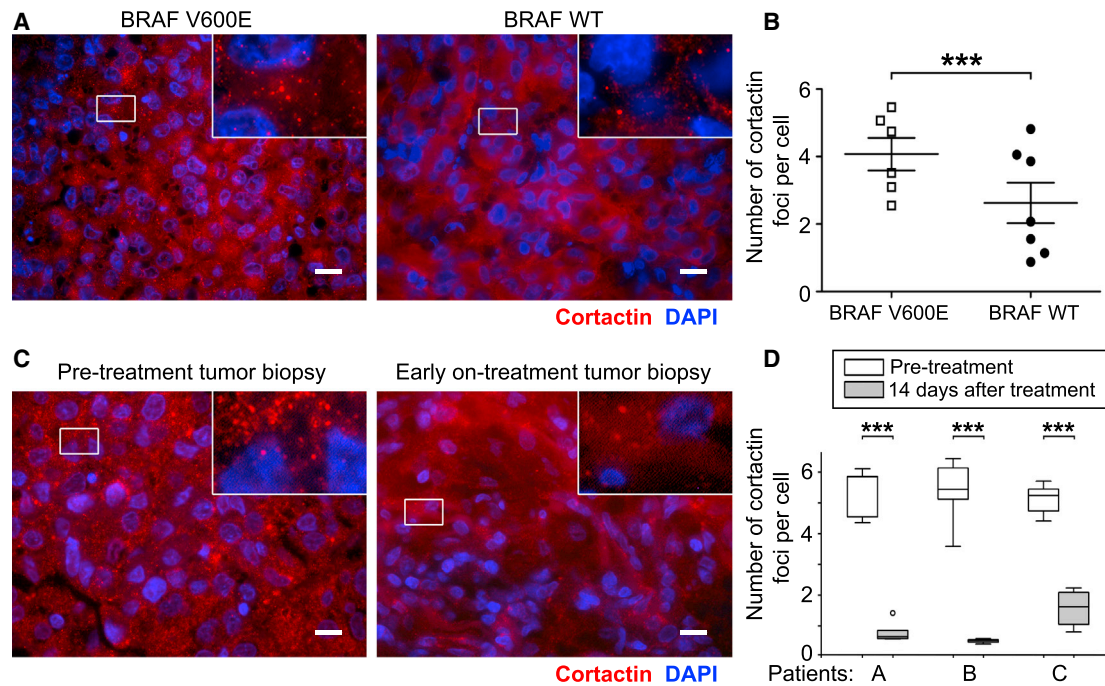 A
BRAF V600E
BRAF WT
Cortactin DAPI
B
***
Number of cortactin
foci per cell
6
4
2
0
BRAF V600E
BRAF WT
C
Pre-treatment tumor biopsy
Early on-treatment tumor biopsy
Cortactin DAPI
D
Pre-treatment
14 days after treatment
***
***
***
Number of cortactin
foci per cell
6
4
2
0
Patients: A B C